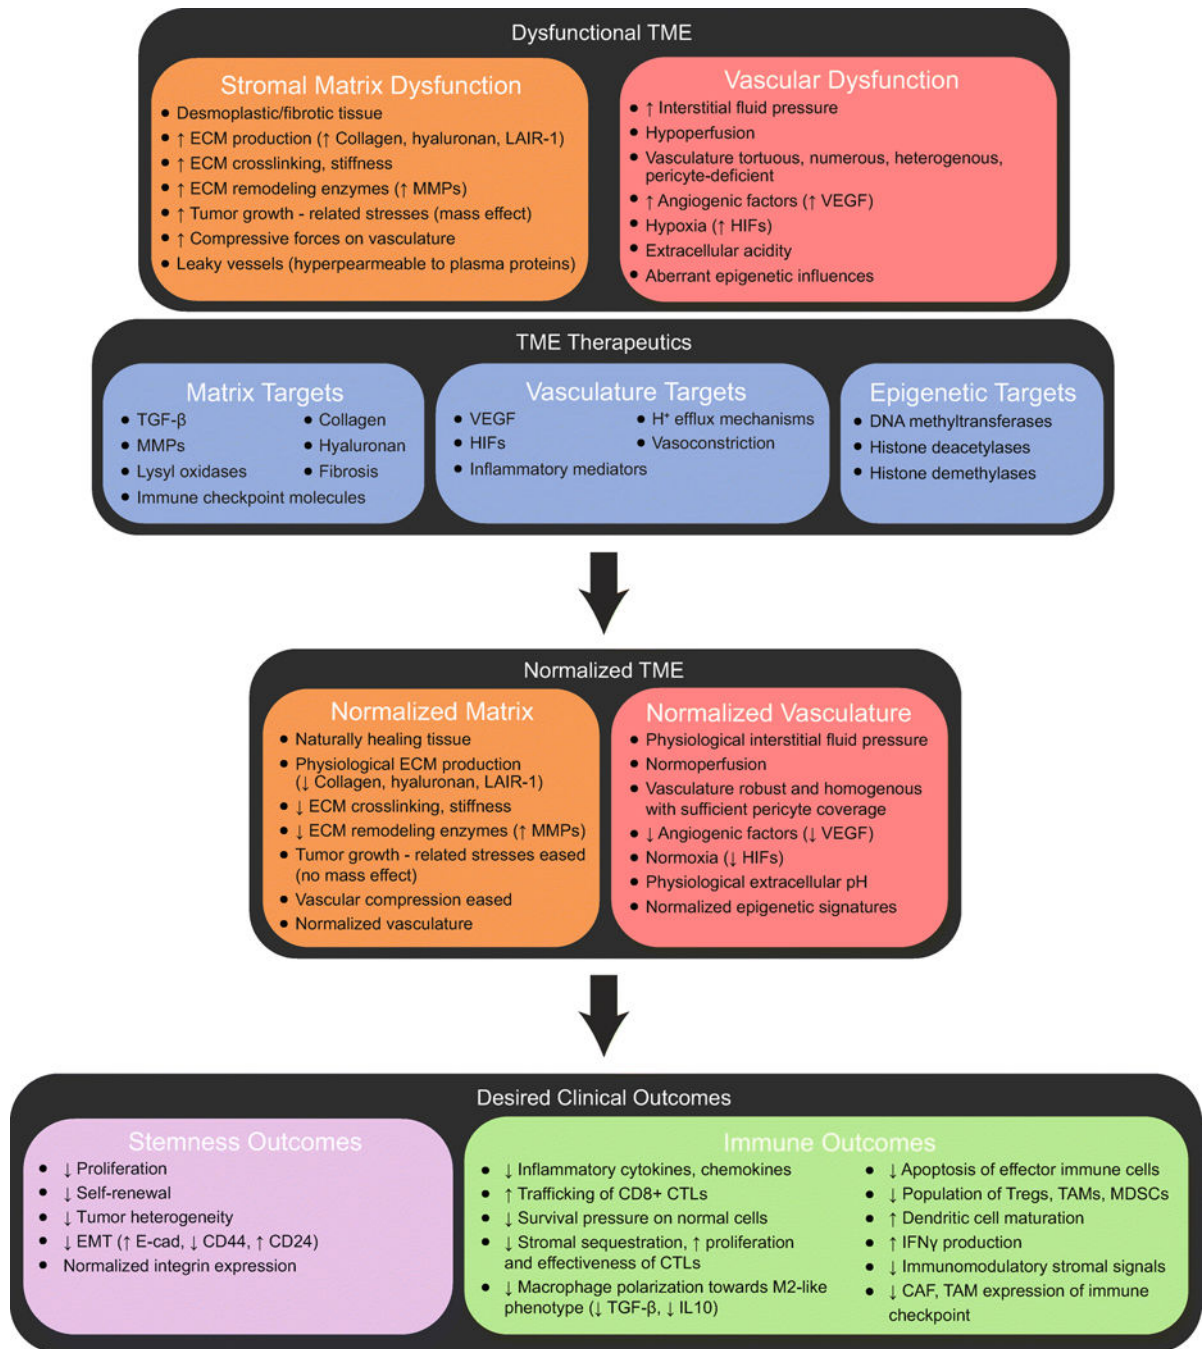 Dysfunctional TME
Stromal Matrix Dysfunction
● Desmoplastic/fibrotic tissue
● ↑ ECM production (↑ Collagen, hyaluronan, LAIR-1)
● ↑ ECM crosslinking, stiffness
● ↑ ECM remodeling enzymes (↑ MMPs)
● ↑ Tumor growth - related stresses (mass effect)
● ↑ Compressive forces on vasculature
● Leaky vessels (hyperpearmeable to plasma proteins)
Vascular Dysfunction
● ↑ Interstitial fluid pressure
● Hypoperfusion
● Vasculature tortuous, numerous, heterogenous,
pericyte-deficient
● ↑ Angiogenic factors (↑ VEGF)
● Hypoxia (↑ HIFs)
● Extracellular acidity
● Aberrant epigenetic influences
TME Therapeutics
Matrix Targets
● TGF-β
● MMPs
● Lysyl oxidases
● Immune checkpoint molecules
● Collagen
● Hyaluronan
● Fibrosis
Vasculature Targets
● VEGF
● HIFs
● Inflammatory mediators
● H⁺ efflux mechanisms
● Vasoconstriction
Epigenetic Targets
● DNA methyltransferases
● Histone deacetylases
● Histone demethylases
Normalized TME
Normalized Matrix
● Naturally healing tissue
● Physiological ECM production
(↓ Collagen, hyaluronan, LAIR-1)
● ↓ ECM crosslinking, stiffness
● ↓ ECM remodeling enzymes (↑ MMPs)
● Tumor growth - related stresses eased
(no mass effect)
● Vascular compression eased
● Normalized vasculature
Normalized Vasculature
● Physiological interstitial fluid pressure
● Normoperfusion
● Vasculature robust and homogenous
with sufficient pericyte coverage
● ↓ Angiogenic factors (↓ VEGF)
● Normoxia (↓ HIFs)
● Physiological extracellular pH
● Normalized epigenetic signatures
Desired Clinical Outcomes
Stemness Outcomes
● ↓ Proliferation
● ↓ Self-renewal
● ↓ Tumor heterogeneity
● ↓ EMT (↑ E-cad, ↓ CD44, ↑ CD24)
● Normalized integrin expression
Immune Outcomes
● ↓ Inflammatory cytokines, chemokines
● ↑ Trafficking of CD8+ CTLs
● ↓ Survival pressure on normal cells
● ↓ Stromal sequestration, ↑ proliferation
and effectiveness of CTLs
● ↓ Macrophage polarization towards M2-like
phenotype (↓ TGF-β, ↓ IL10)
● ↓ Apoptosis of effector immune cells
● ↓ Population of Tregs, TAMs, MDSCs
● ↑ Dendritic cell maturation
● ↑ IFNγ production
● ↓ Immunomodulatory stromal signals
● ↓ CAF, TAM expression of immune
checkpoint